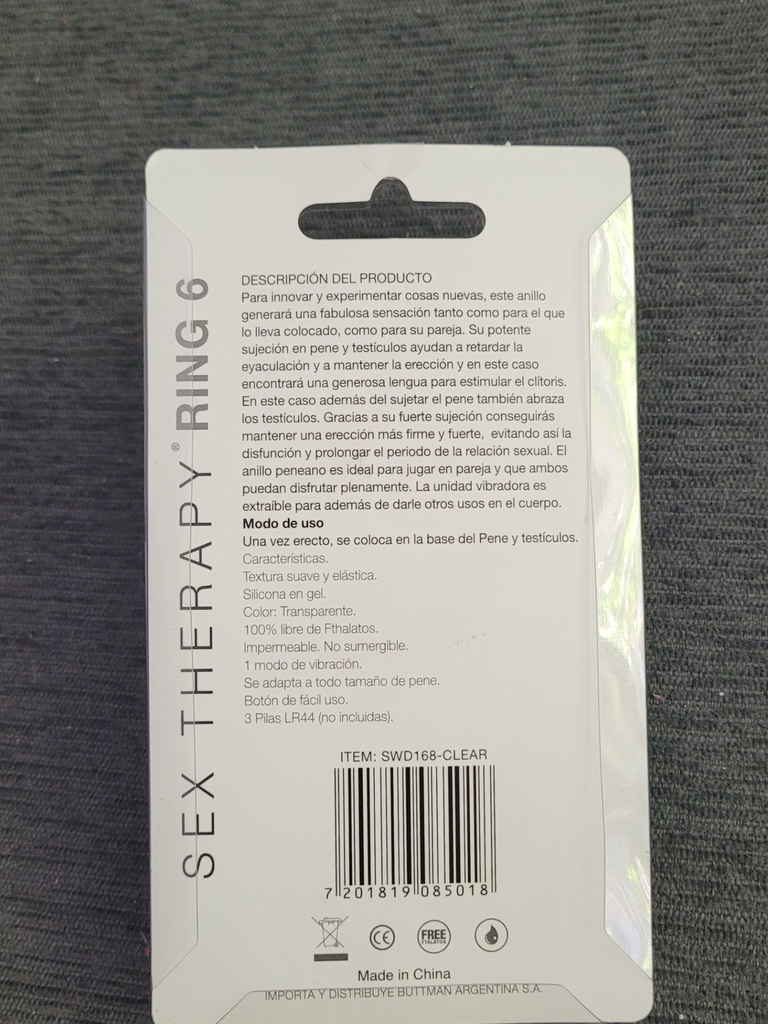 SEX THERAPY® RING 6
DESCRIPCIÓN DEL PRODUCTO
Para innovar y experimentar cosas nuevas, este anillo
generará una fabulosa sensación tanto como para el que
lo lleva colocado, como para su pareja. Su potente
sujeción en pene y testículos ayudan a retardar la
eyaculación y a mantener la erección y en este caso
encontrará una generosa lengua para estimular el clítoris.
En este caso además del sujetar el pene también abraza
los testículos. Gracias a su fuerte sujeción conseguirás
mantener una erección más firme y fuerte, evitando así la
disfunción y prolongar el periodo de la relación sexual. El
anillo peneano es ideal para jugar en pareja y que ambos
puedan disfrutar plenamente. La unidad vibradora es
extraíble para además de darle otros usos en el cuerpo.
Modo de uso
Una vez erecto, se coloca en la base del Pene y testículos.
Características.
Textura suave y elástica.
Silicona en gel.
Color: Transparente.
100% libre de Fthalatos.
Impermeable. No sumergible.
1 modo de vibración.
Se adapta a todo tamaño de pene.
Botón de fácil uso.
3 Pilas LR44 (no incluidas).
ITEM: SWD168-CLEAR
7 201819 085018
CE
FREE
FTALATOS
Made in China
IMPORTA Y DISTRIBUYE BUTTMAN ARGENTINA S.A.